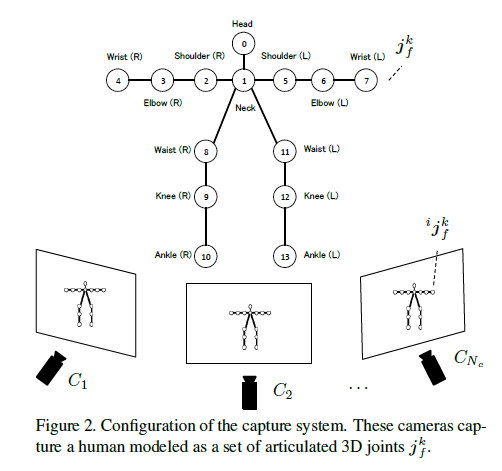 Head
0
Wrist (R) Shoulder (R) Shoulder (L) Wrist (L) j_f^k
4 3 2 1 5 6 7
Elbow (R) Neck Elbow (L)
Waist (R) 8 11 Waist (L)
Knee (R) 9 12 Knee (L)
^i j_f^k
Ankle (R) 10 13 Ankle (L)
C_1 C_2 ... C_{N_c}
Figure 2. Configuration of the capture system. These cameras cap-
ture a human modeled as a set of articulated 3D joints j_f^k.